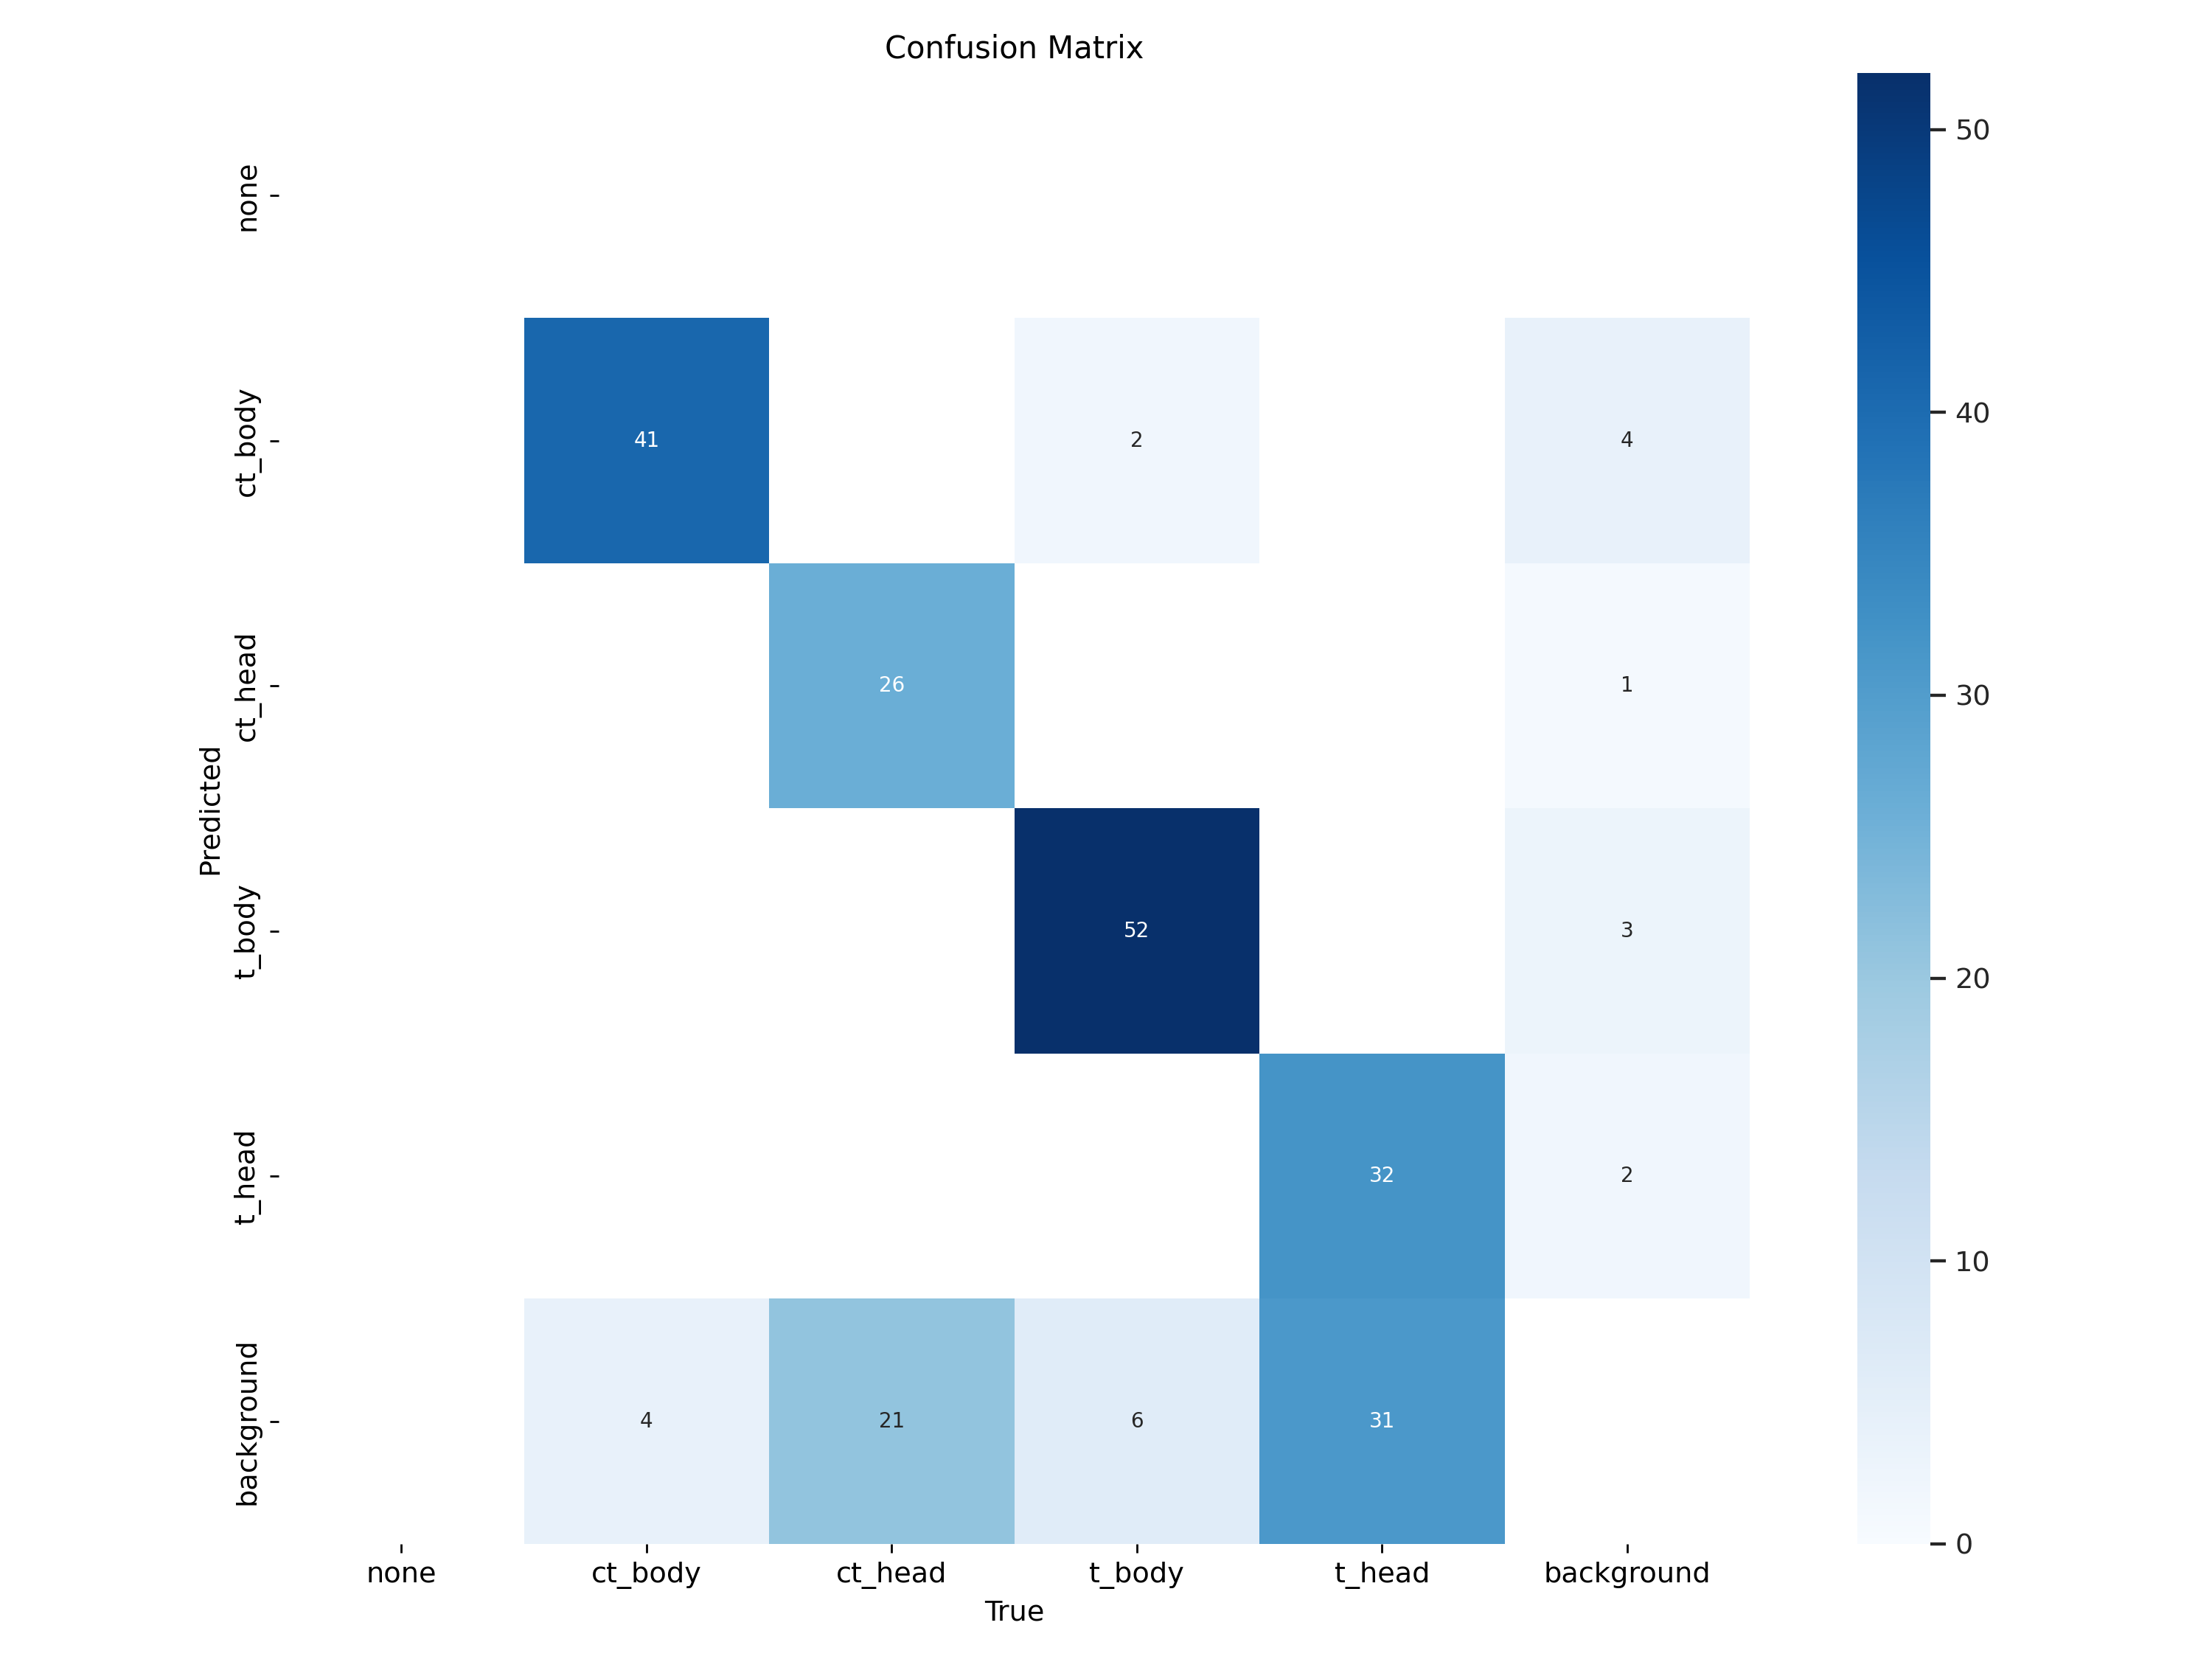 Confusion Matrix
none
ct_body
41
2
4
ct_head
26
1
Predicted
t_body
52
3
t_head
32
2
background
4
21
6
31
none
ct_body
ct_head
t_body
t_head
background
True
50
40
30
20
10
0